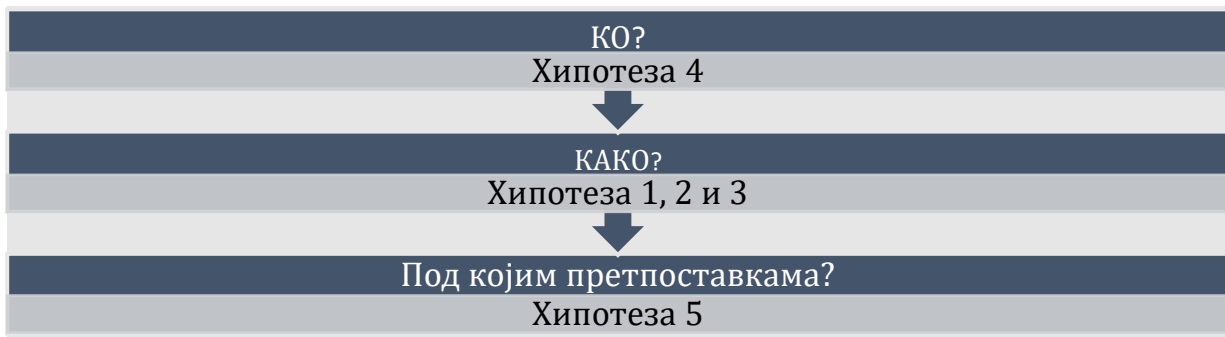 КО?
Хипотеза 4
КАКО?
Хипотеза 1, 2 и 3
Под којим претпоставкама?
Хипотеза 5